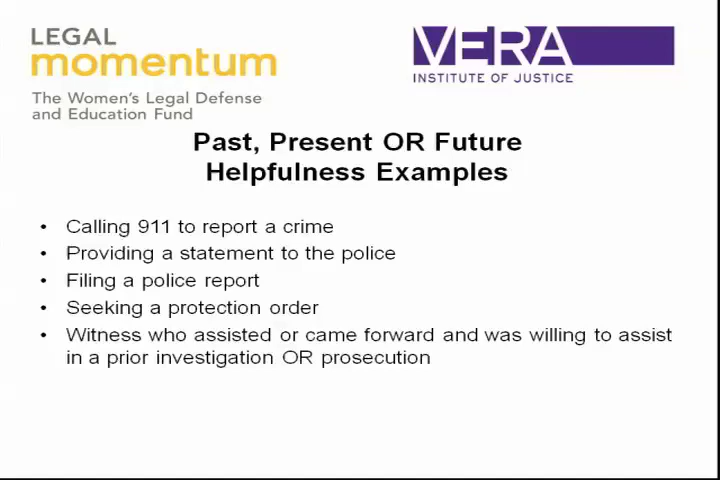 LEGAL
momentum
The Women's Legal Defense
and Education Fund
VERA
INSTITUTE OF JUSTICE
Past, Present OR Future
Helpfulness Examples
• Calling 911 to report a crime
• Providing a statement to the police
• Filing a police report
• Seeking a protection order
• Witness who assisted or came forward and was willing to assist
in a prior investigation OR prosecution